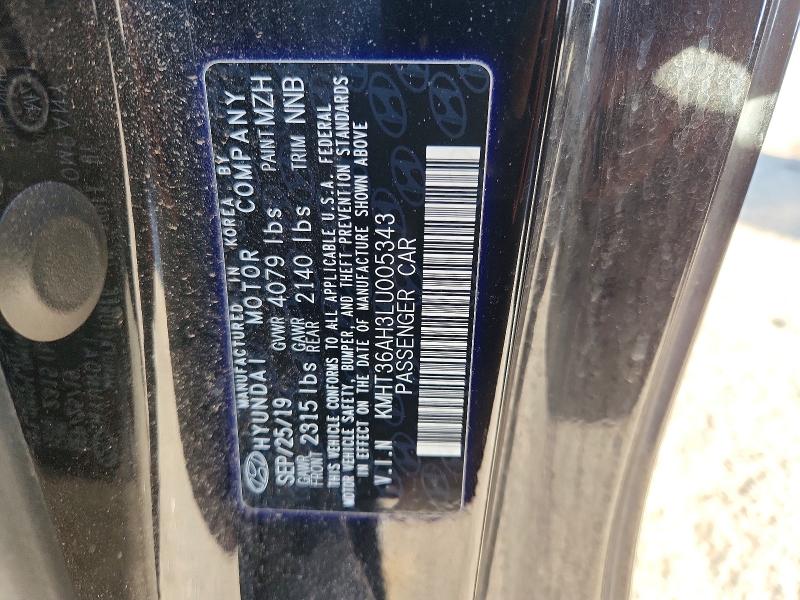 MANUFACTURED IN KOREA BY
HYUNDAI MOTOR COMPANY
SEP/25/19 GVWR 4079 lbs PAINT MZH
GAWR FRONT 2315 lbs GAWR REAR 2140 lbs TRIM NNB
THIS VEHICLE CONFORMS TO ALL APPLICABLE U.S.A. FEDERAL
MOTOR VEHICLE SAFETY, BUMPER, AND THEFT PREVENTION STANDARDS
IN EFFECT ON THE DATE OF MANUFACTURE SHOWN ABOVE
V.I.N KMHT36AH3LU005343
PASSENGER CAR